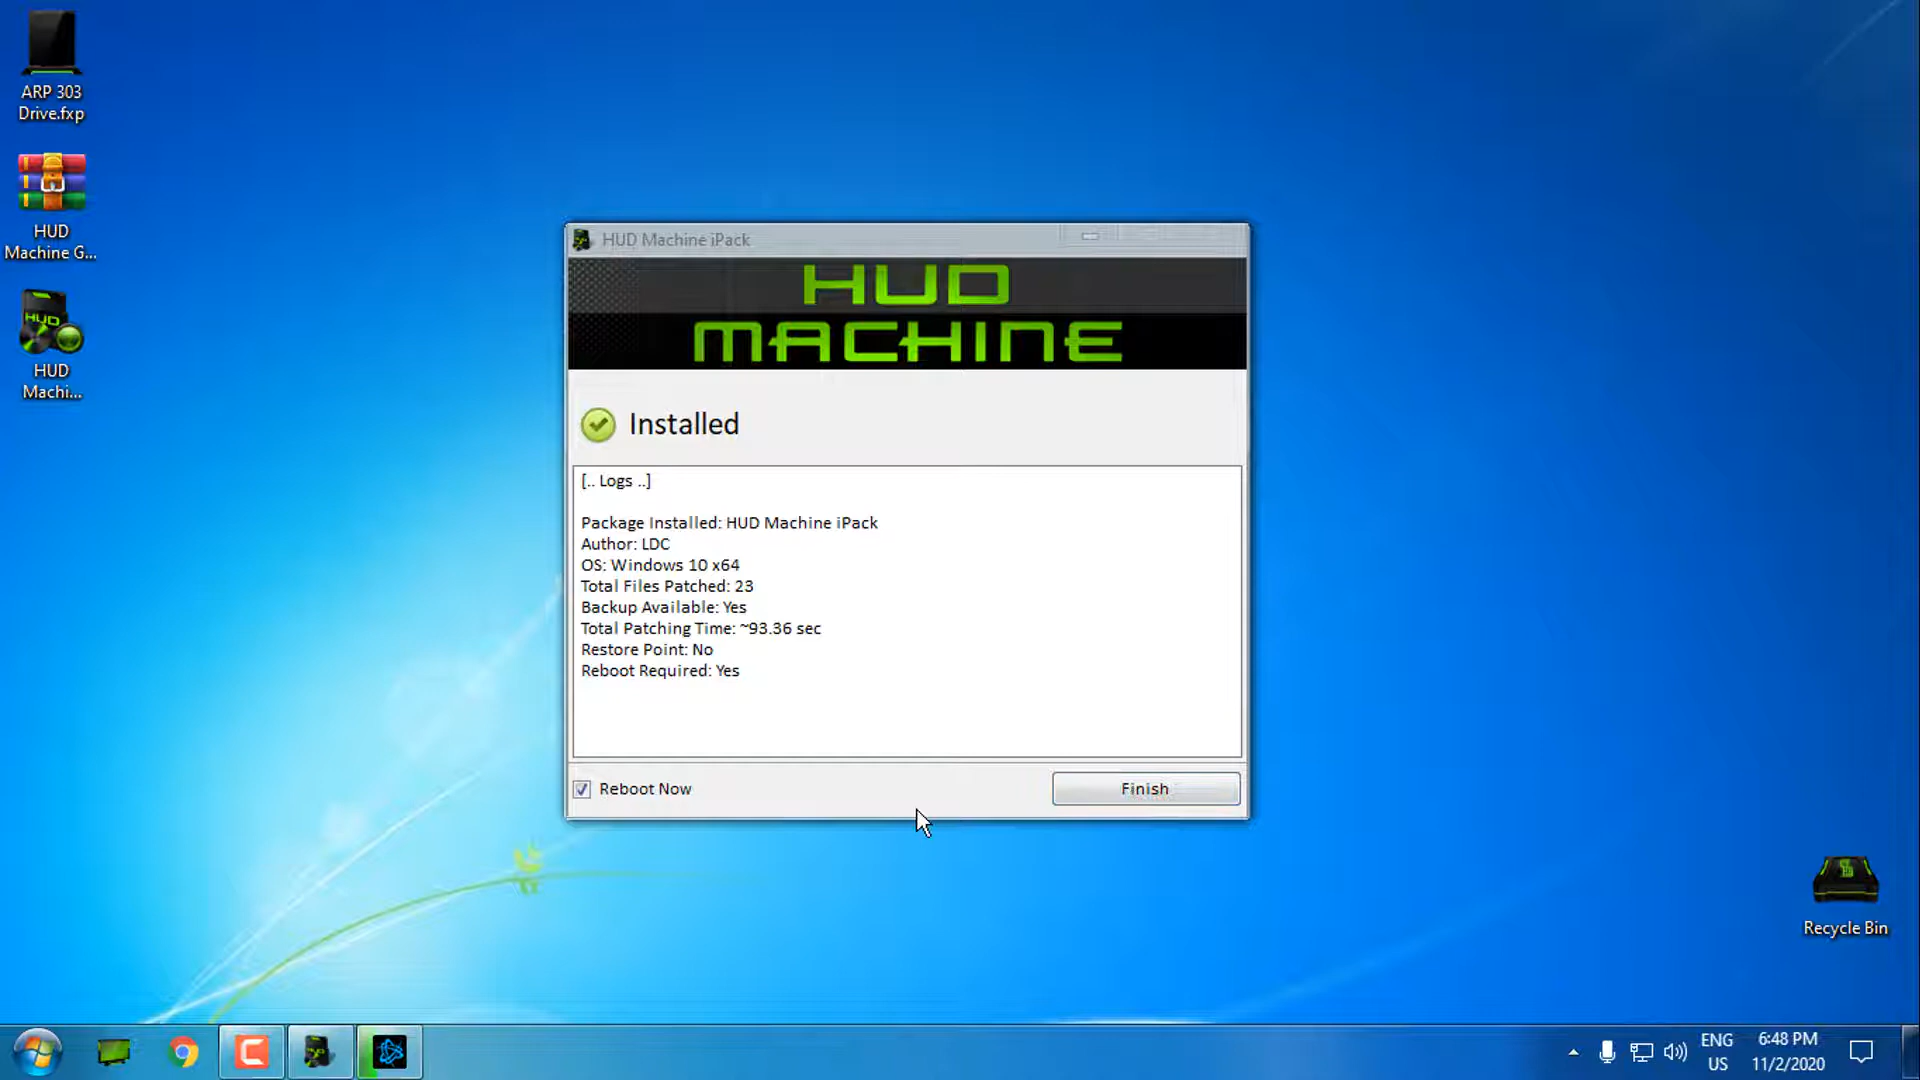 ARP 303
Drive.fxp
HUD
Machine G...
HUD
HUD
Machi...
HUD Machine iPack
HUD
MACHINE
Installed
[.. Logs ..]
Package Installed: HUD Machine iPack
Author: LDC
OS: Windows 10 x64
Total Files Patched: 23
Backup Available: Yes
Total Patching Time: ~93.36 sec
Restore Point: No
Reboot Required: Yes
Reboot Now
Finish
Recycle Bin
ENG
US
6:48 PM
11/2/2020